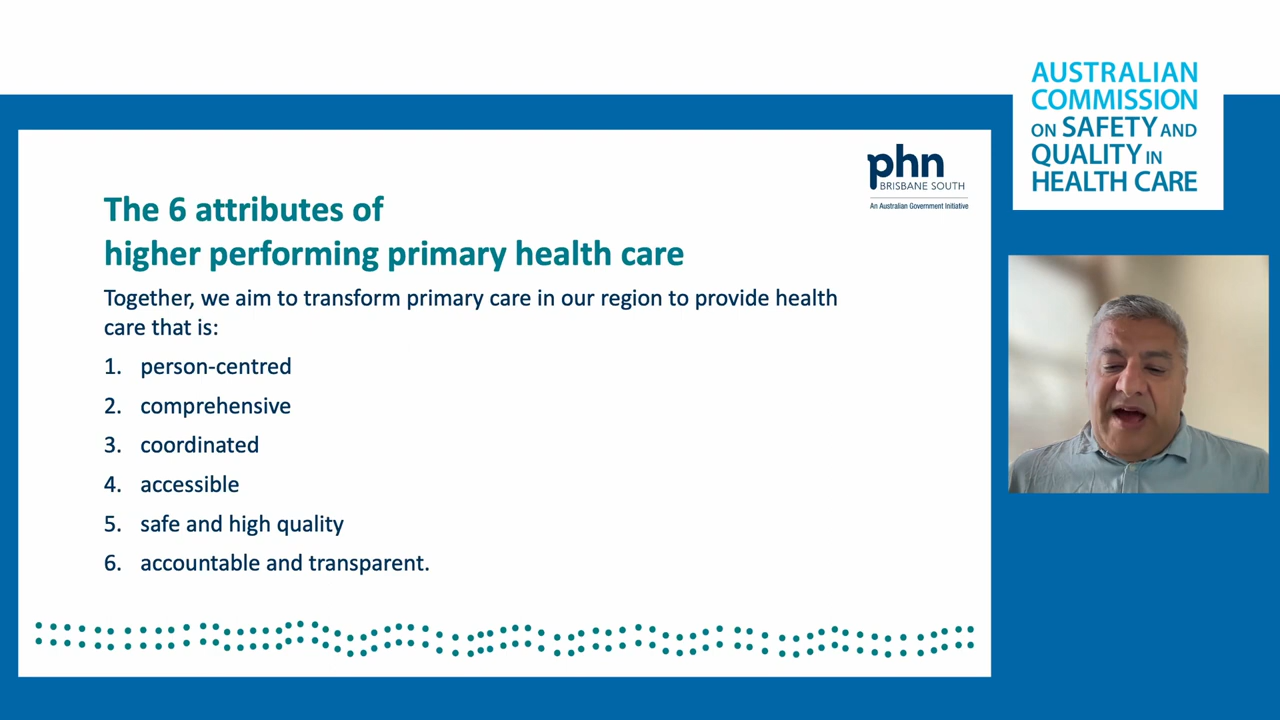 AUSTRALIAN
COMMISSION
ON SAFETY AND
QUALITY IN
HEALTH CARE
phn
BRISBANE SOUTH
An Australian Government Initiative
The 6 attributes of
higher performing primary health care
Together, we aim to transform primary care in our region to provide health
care that is:
1. person-centred
2. comprehensive
3. coordinated
4. accessible
5. safe and high quality
6. accountable and transparent.